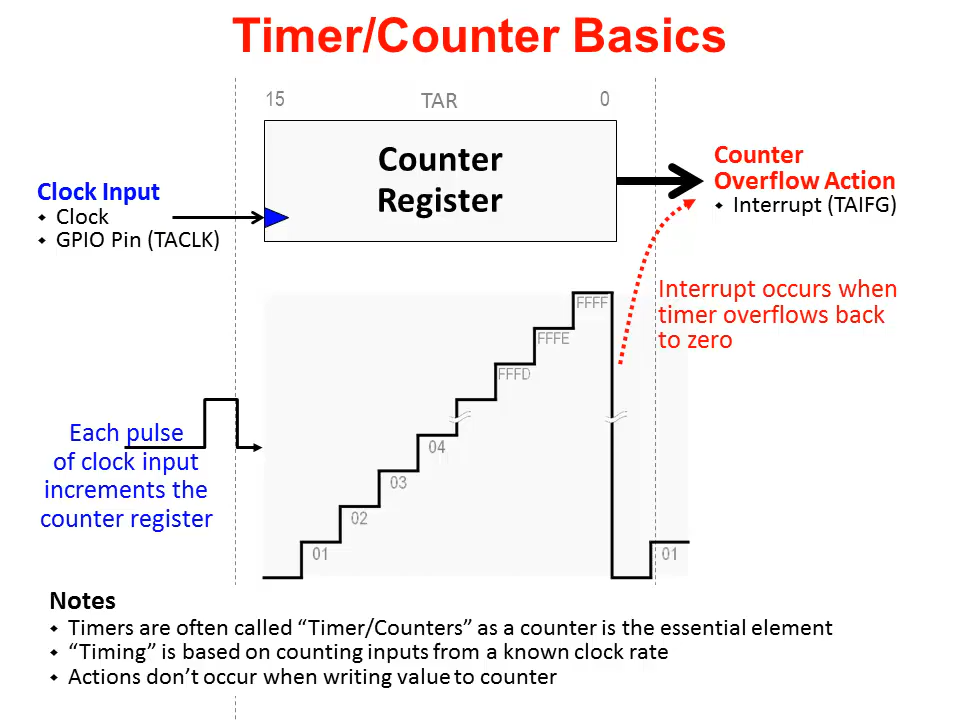 Timer/Counter Basics
15 TAR 0
Counter
Register
Clock Input
⬥ Clock
⬥ GPIO Pin (TACLK)
Counter
Overflow Action
⬥ Interrupt (TAIFG)
Interrupt occurs when
timer overflows back
to zero
FFFF
FFFE
FFFD
04
03
02
01
01
Each pulse
of clock input
increments the
counter register
Notes
⬥ Timers are often called “Timer/Counters” as a counter is the essential element
⬥ “Timing” is based on counting inputs from a known clock rate
⬥ Actions don’t occur when writing value to counter